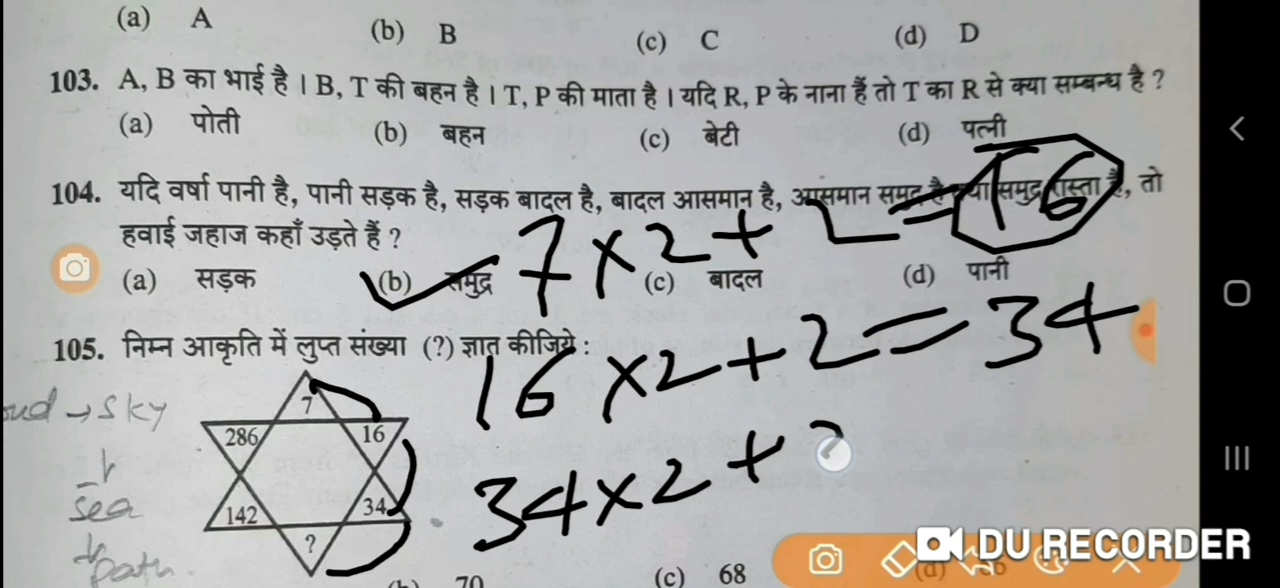 (a) A (b) B (c) C (d) D
103. A, B का भाई है । B, T की बहन है । T, P की माता है । यदि R, P के नाना हैं तो T का R से क्या सम्बन्ध है ?
(a) पोती (b) बहन (c) बेटी (d) पत्नी
104. यदि वर्षा पानी है, पानी सड़क है, सड़क बादल है, बादल आसमान है, आसमान समुद्र है समुद्र रास्ता है, तो
हवाई जहाज कहाँ उड़ते हैं ?
7 × 2 + 2 = 16
(a) सड़क (b) समुद्र (c) बादल (d) पानी
16 × 2 + 2 = 34
105. निम्न आकृति में लुप्त संख्या (?) ज्ञात कीजिये :
→ sky
7
286 16
34 × 2 +
sea
142 34
?
path.
70 (c) 68 (d)
DU RECORDER